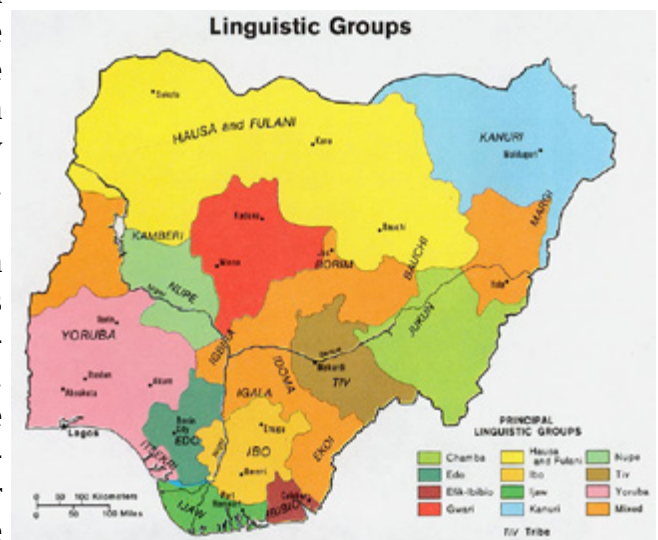 Linguistic Groups
Sokoto
HAUSA and FULANI
Kano
KANURI
Maiduguri
MARGI
Kaduna
KAMBERI
Bauchi
BAUCHI
Jos
BORIM
Minna
Yola
NUPE
Niger
JUKUN
YORUBA
Ilorin
IGBIRA
Benue
Makurdi
IDOMA
TIV
Ibadan
Akure
IGALA
Abeokuta
Benin
City
EDO
Enugu
Lagos
IBO
EKOI
ITSEKIRI
Niger
Owerri
Port
Harcourt
Calabar
IJAW
IBIBIO
0 50 100 Kilometers
0 50 100 Miles
PRINCIPAL
LINGUISTIC GROUPS
Chamba
Edo
Efik-Ibibio
Gwari
Hausa
and Fulani
Ibo
Ijaw
Kanuri
Nupe
Tiv
Yoruba
Mixed
TIV Tribe